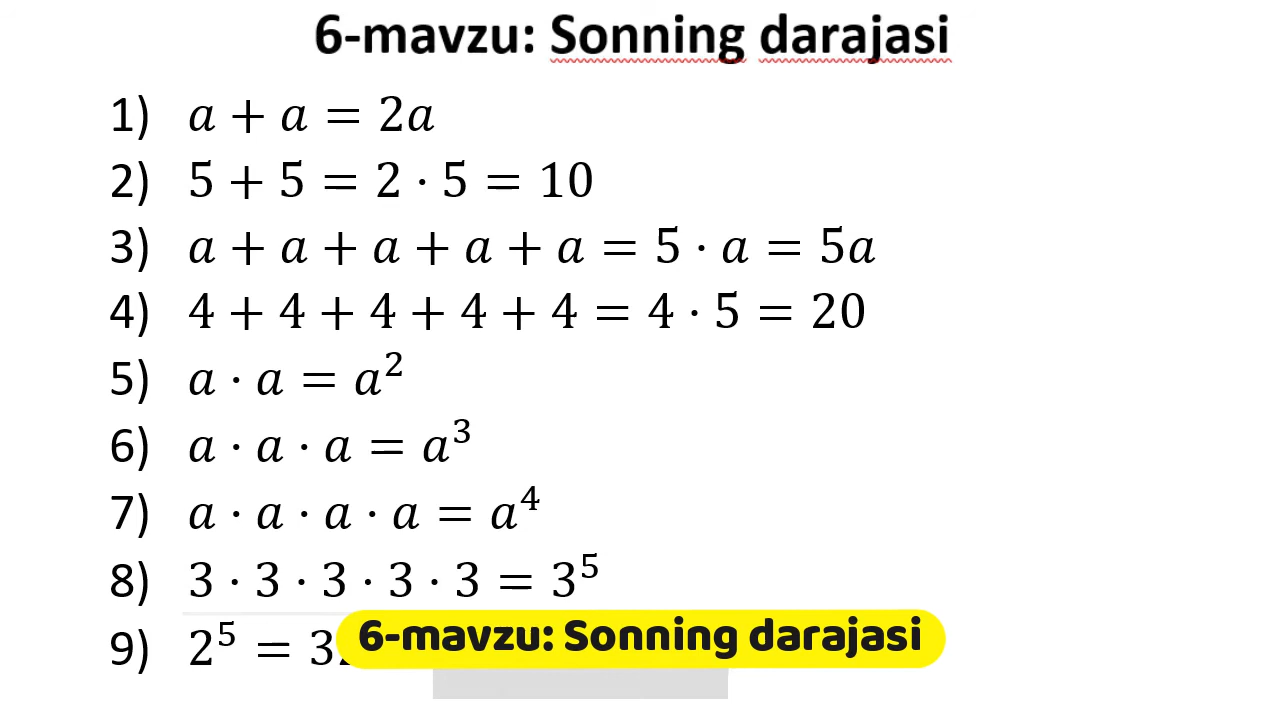 6-mavzu: Sonning darajasi
1) a + a = 2a
2) 5 + 5 = 2 · 5 = 10
3) a + a + a + a + a = 5 · a = 5a
4) 4 + 4 + 4 + 4 + 4 = 4 · 5 = 20
5) a · a = a²
6) a · a · a = a³
7) a · a · a · a = a⁴
8) 3 · 3 · 3 · 3 · 3 = 3⁵
9) 2⁵ =
6-mavzu: Sonning darajasi